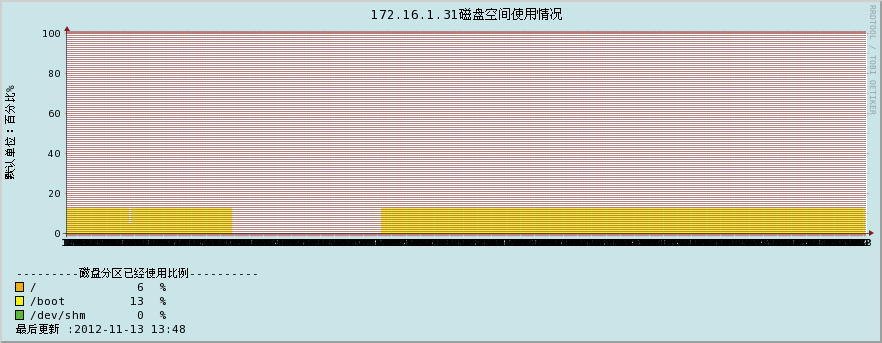 172.16.1.31磁盘空间使用情况
RRDTOOL / TOBI OETIKER
默认单位：百分比%
100
80
60
40
20
0
---------磁盘分区已经使用比例----------
/ 6 %
/boot 13 %
/dev/shm 0 %
最后更新 :2012-11-13 13:48